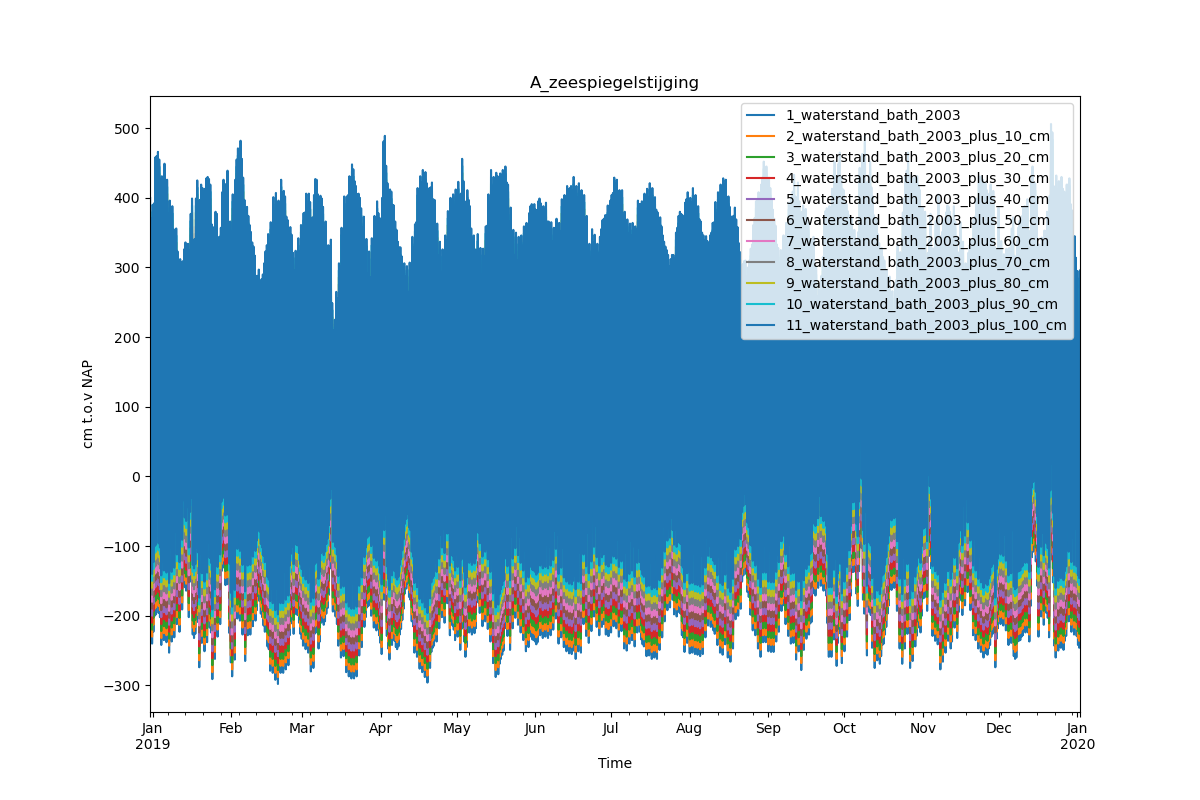 A_zeespiegelstijging
500
400
300
200
100
0
−100
−200
−300
cm t.o.v NAP
1_waterstand_bath_2003
2_waterstand_bath_2003_plus_10_cm
3_waterstand_bath_2003_plus_20_cm
4_waterstand_bath_2003_plus_30_cm
5_waterstand_bath_2003_plus_40_cm
6_waterstand_bath_2003_plus_50_cm
7_waterstand_bath_2003_plus_60_cm
8_waterstand_bath_2003_plus_70_cm
9_waterstand_bath_2003_plus_80_cm
10_waterstand_bath_2003_plus_90_cm
11_waterstand_bath_2003_plus_100_cm
Jan Feb Mar Apr May Jun Jul Aug Sep Oct Nov Dec Jan
2019 2020
Time